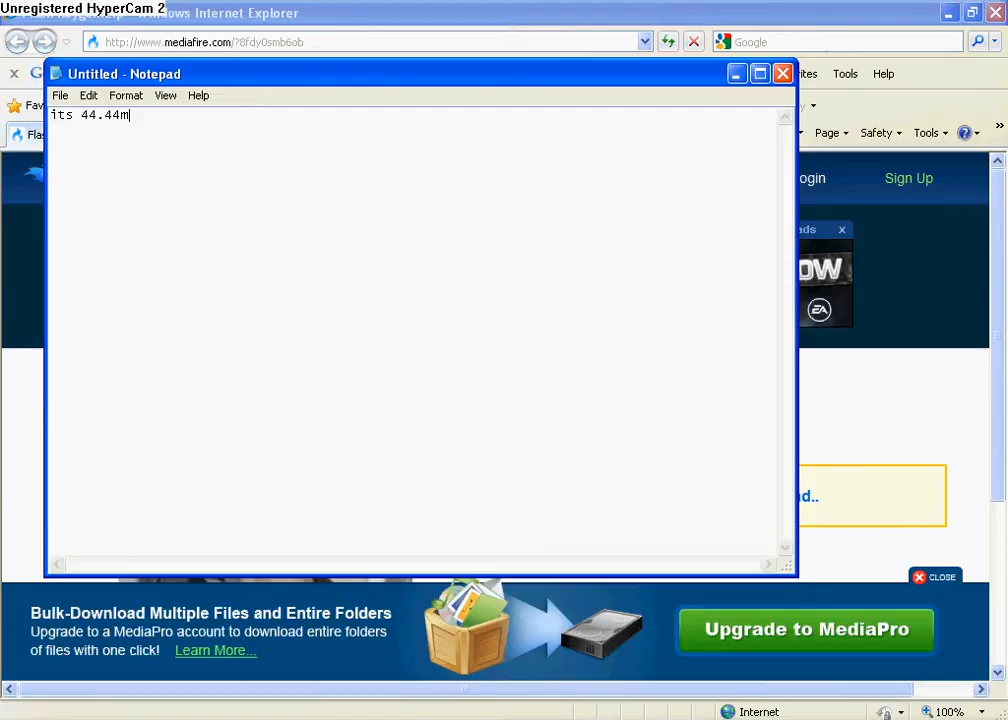 Unregistered HyperCam 2
Windows Internet Explorer
http://www.mediafire.com/?8fdy0smb6ob
Google
Untitled - Notepad
Tools Help
File Edit Format View Help
its 44.44m
Page Safety Tools
Sign Up
ads x
EA
Bulk-Download Multiple Files and Entire Folders
Upgrade to a MediaPro account to download entire folders
of files with one click! Learn More...
Upgrade to MediaPro
CLOSE
Internet
100%